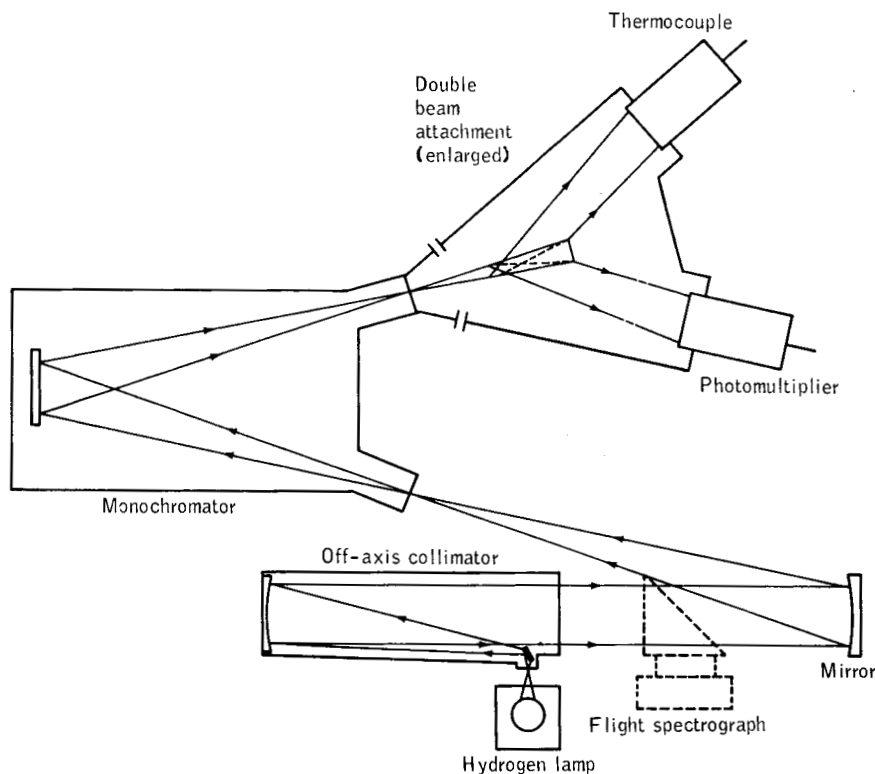 Thermocouple
Double
beam
attachment
(enlarged)
Photomultiplier
Monochromator
Off-axis collimator
Mirror
Flight spectrograph
Hydrogen lamp